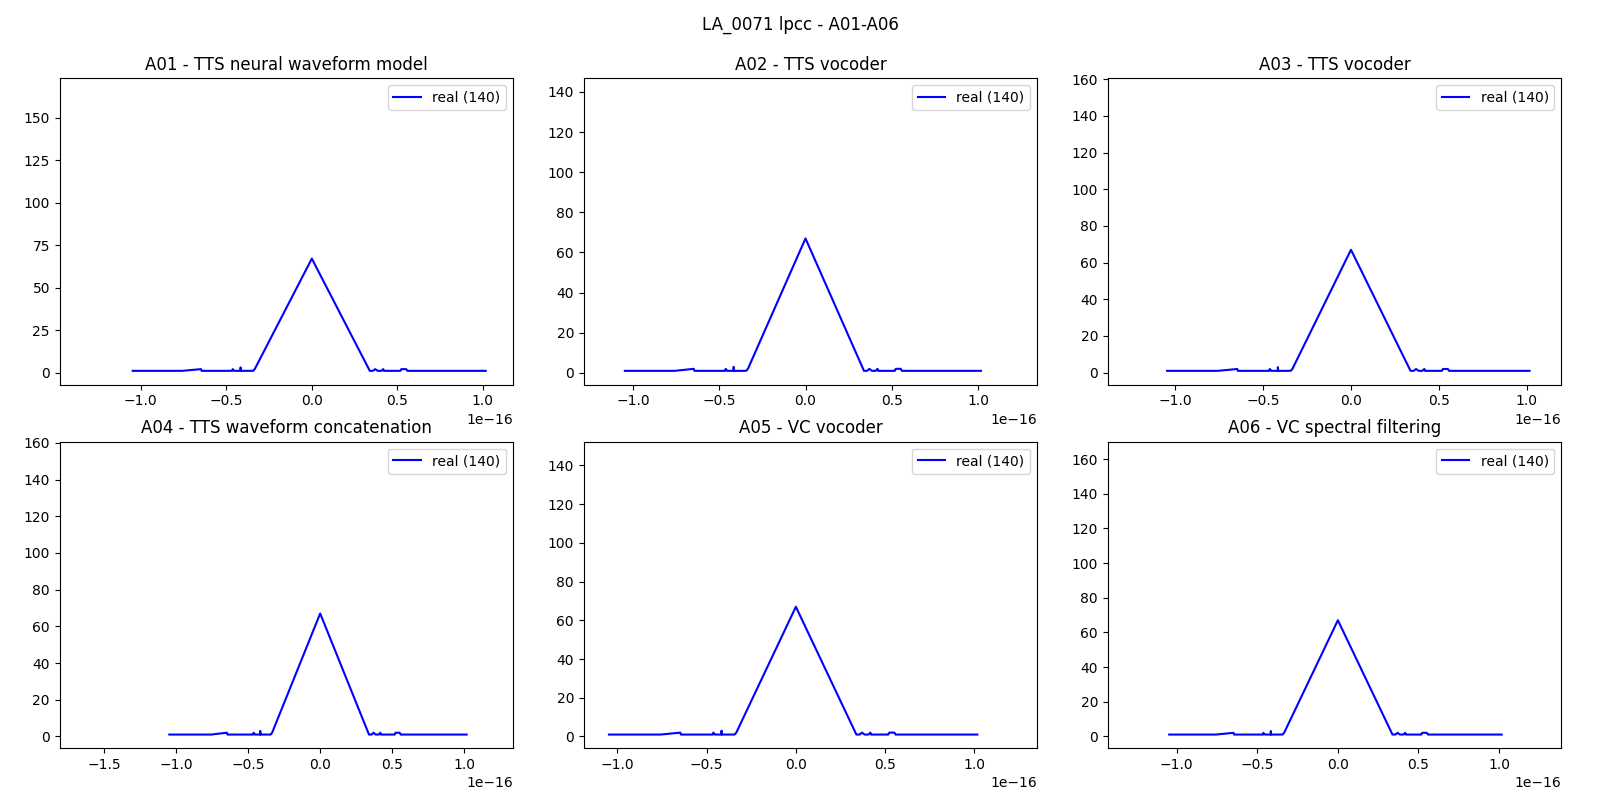 LA_0071 lpcc - A01-A06
A01 - TTS neural waveform model
real (140)
150
125
100
75
50
25
0
−1.0 −0.5 0.0 0.5 1.0
1e−16
A02 - TTS vocoder
real (140)
140
120
100
80
60
40
20
0
−1.0 −0.5 0.0 0.5 1.0
1e−16
A03 - TTS vocoder
real (140)
160
140
120
100
80
60
40
20
0
−1.0 −0.5 0.0 0.5 1.0
1e−16
A04 - TTS waveform concatenation
real (140)
160
140
120
100
80
60
40
20
0
−1.5 −1.0 −0.5 0.0 0.5 1.0
1e−16
A05 - VC vocoder
real (140)
140
120
100
80
60
40
20
0
−1.0 −0.5 0.0 0.5 1.0
1e−16
A06 - VC spectral filtering
real (140)
160
140
120
100
80
60
40
20
0
−1.0 −0.5 0.0 0.5 1.0
1e−16